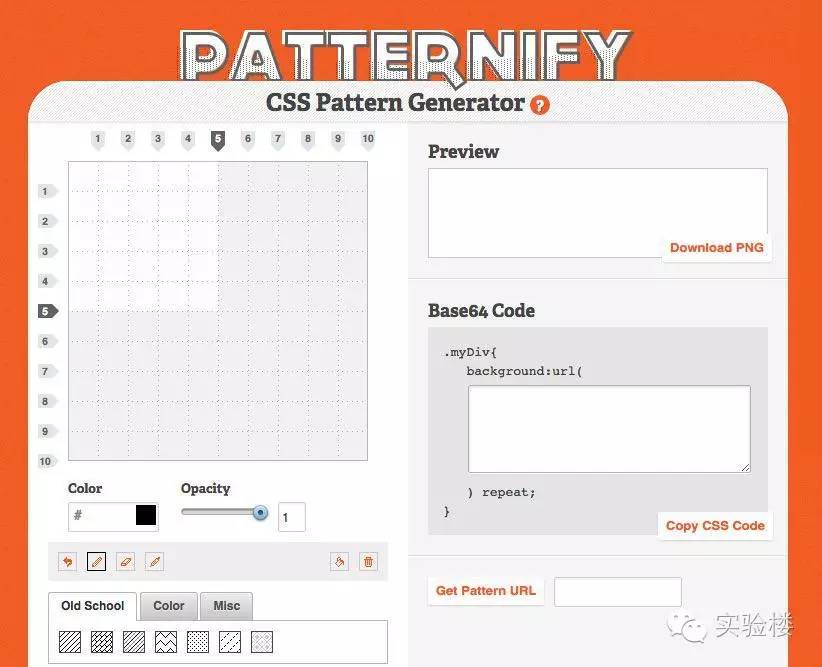 PATTERNIFY
CSS Pattern Generator ?
1 2 3 4 5 6 7 8 9 10
1
2
3
4
5
6
7
8
9
10
Color
#
Opacity
1
Old School
Color
Misc
Preview
Download PNG
Base64 Code
.myDiv{
background:url(
) repeat;
}
Copy CSS Code
Get Pattern URL
实验楼